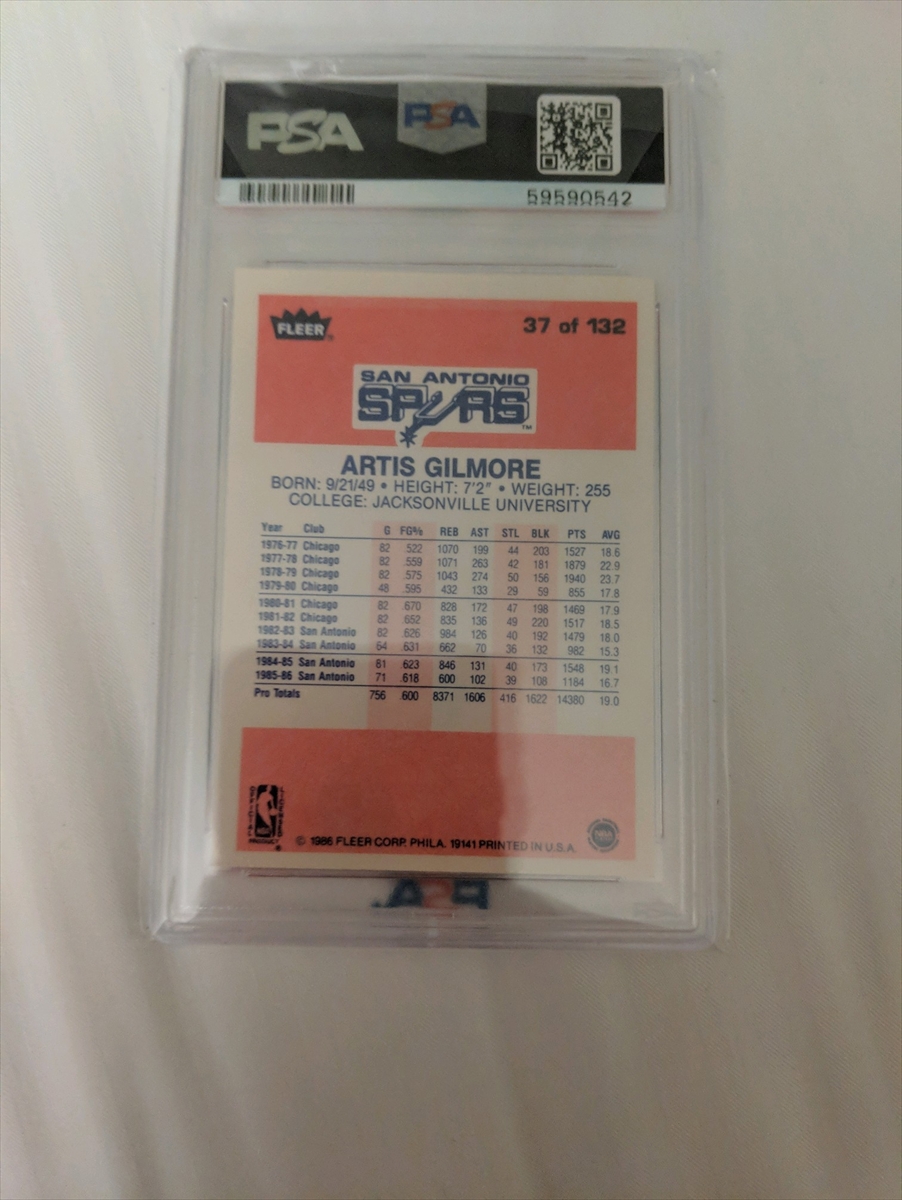 PSA PSA
59590542
FLEER 37 of 132
SAN ANTONIO
SPURS
TM
ARTIS GILMORE
BORN: 9/21/49 • HEIGHT: 7'2" • WEIGHT: 255
COLLEGE: JACKSONVILLE UNIVERSITY
Year Club G FG% REB AST STL BLK PTS AVG
1976-77 Chicago 82 .522 1070 199 44 203 1527 18.6
1977-78 Chicago 82 .559 1071 263 42 181 1879 22.9
1978-79 Chicago 82 .575 1043 274 50 156 1940 23.7
1979-80 Chicago 48 .595 432 133 29 59 855 17.8
1980-81 Chicago 82 .670 828 172 47 198 1469 17.9
1981-82 Chicago 82 .652 835 136 49 220 1517 18.5
1982-83 San Antonio 82 .626 984 126 40 192 1479 18.0
1983-84 San Antonio 64 .631 662 70 36 132 982 15.3
1984-85 San Antonio 81 .623 846 131 40 173 1548 19.1
1985-86 San Antonio 71 .618 600 102 39 108 1184 16.7
Pro Totals 756 .600 8371 1606 416 1622 14380 19.0
OFFICIAL LICENSED
PRODUCT
© 1986 FLEER CORP. PHILA. 19141 PRINTED IN U.S.A.
NBA
PSA